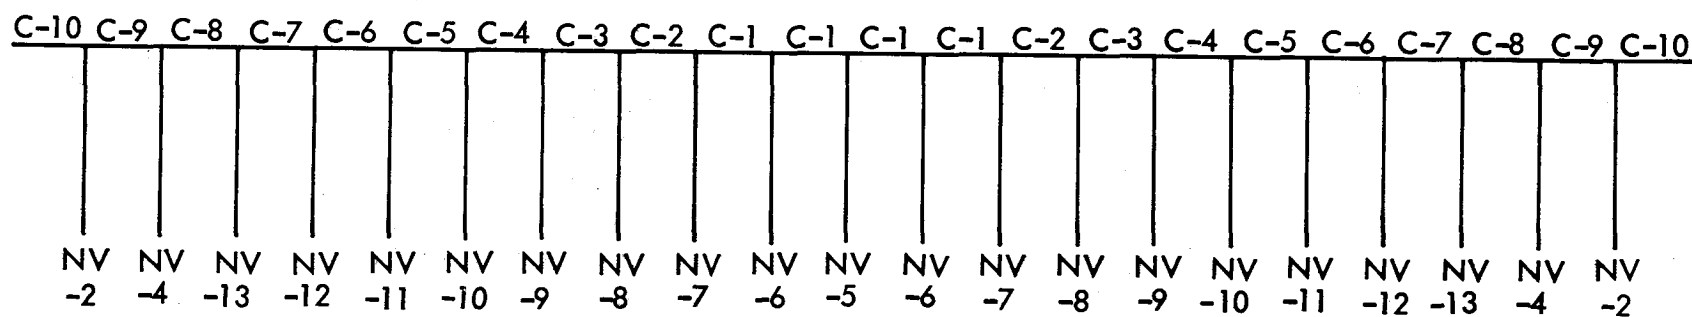 C-10 C-9 C-8 C-7 C-6 C-5 C-4 C-3 C-2 C-1 C-1 C-1 C-1 C-2 C-3 C-4 C-5 C-6 C-7 C-8 C-9 C-10
NV NV NV NV NV NV NV NV NV NV NV NV NV NV NV NV NV NV NV NV NV
-2 -4 -13 -12 -11 -10 -9 -8 -7 -6 -5 -6 -7 -8 -9 -10 -11 -12 -13 -4 -2